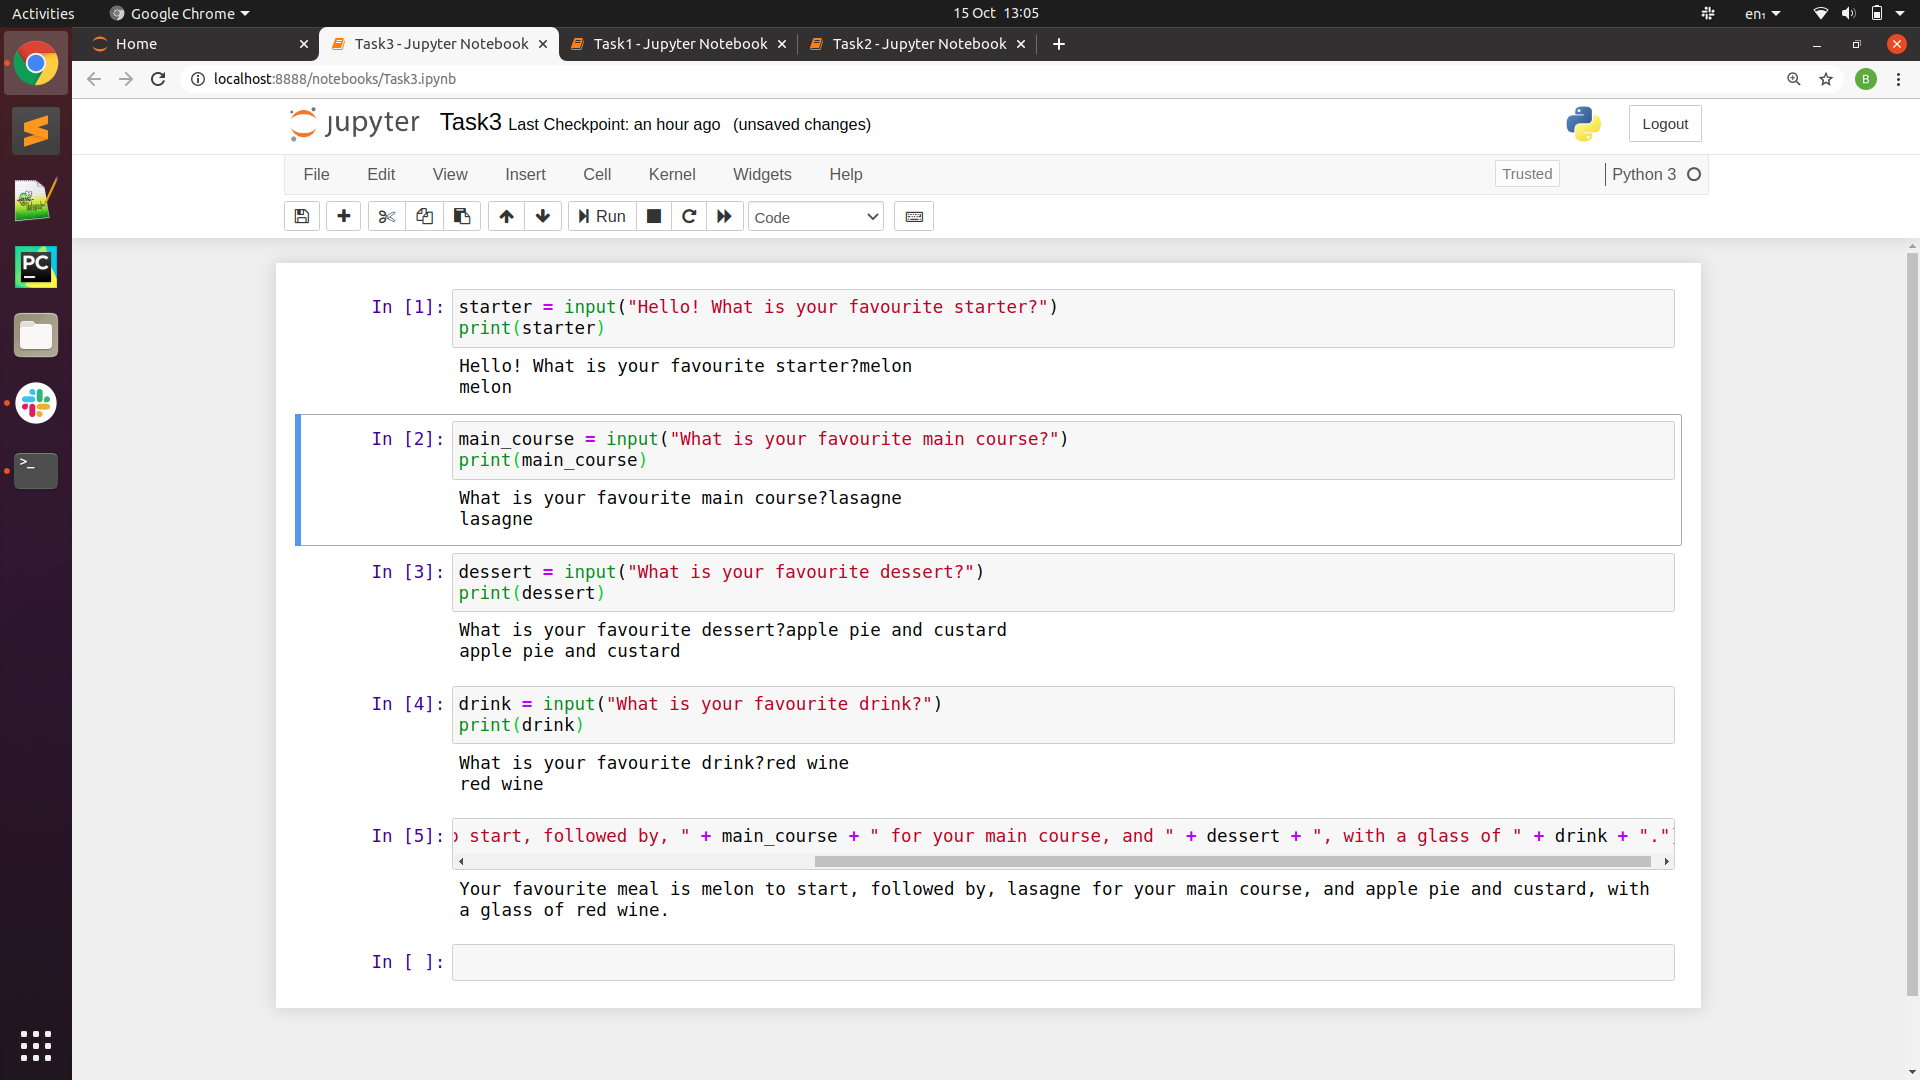 Activities
Google Chrome
15 Oct 13:05
en₁
Home
Task3 - Jupyter Notebook
Task1 - Jupyter Notebook
Task2 - Jupyter Notebook
localhost:8888/notebooks/Task3.ipynb
B
jupyter Task3 Last Checkpoint: an hour ago (unsaved changes)
Logout
File Edit View Insert Cell Kernel Widgets Help
Trusted
Python 3
Run
Code
PC
>_
In [1]: starter = input("Hello! What is your favourite starter?")
print(starter)
Hello! What is your favourite starter?melon
melon
In [2]: main_course = input("What is your favourite main course?")
print(main_course)
What is your favourite main course?lasagne
lasagne
In [3]: dessert = input("What is your favourite dessert?")
print(dessert)
What is your favourite dessert?apple pie and custard
apple pie and custard
In [4]: drink = input("What is your favourite drink?")
print(drink)
What is your favourite drink?red wine
red wine
In [5]: start, followed by, " + main_course + " for your main course, and " + dessert + ", with a glass of " + drink + "."
Your favourite meal is melon to start, followed by, lasagne for your main course, and apple pie and custard, with
a glass of red wine.
In [ ]: